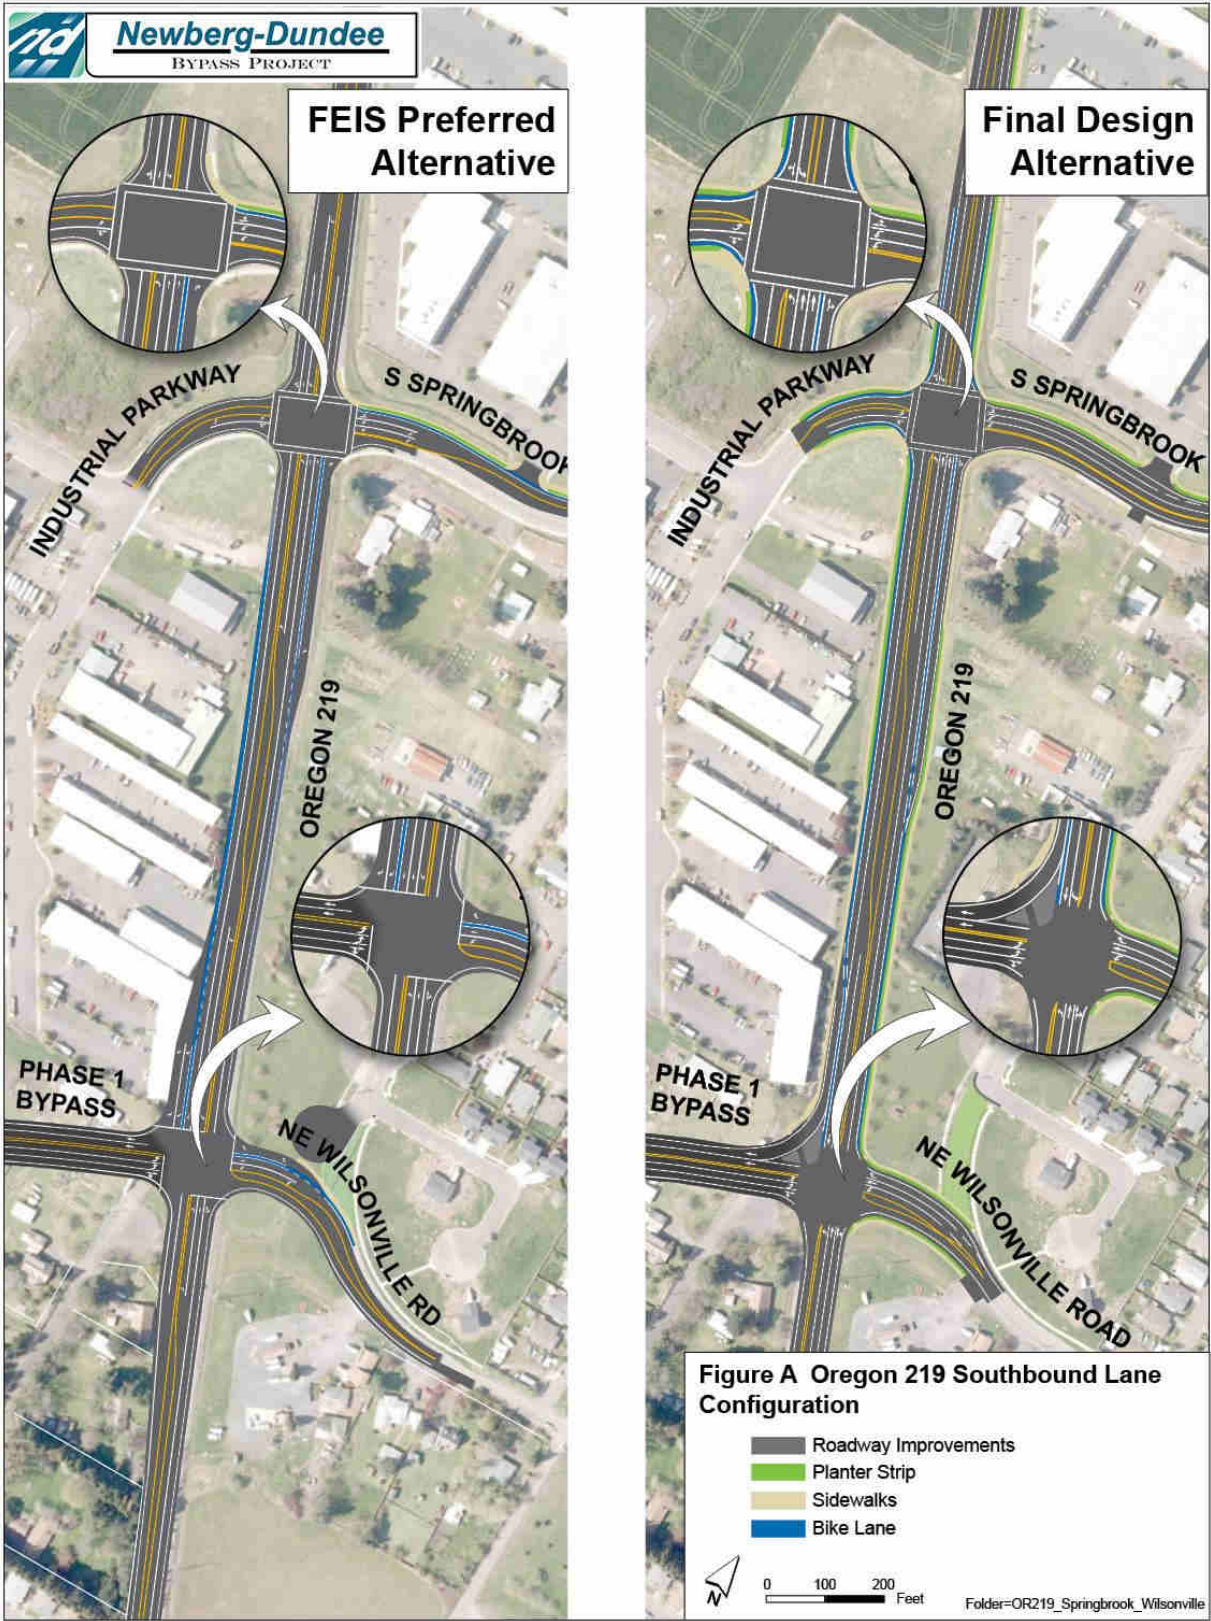 nd
Newberg-Dundee
BYPASS PROJECT
FEIS Preferred
Alternative
INDUSTRIAL PARKWAY
S SPRINGBROOK
OREGON 219
PHASE 1
BYPASS
NE WILSONVILLE RD
Final Design
Alternative
INDUSTRIAL PARKWAY
S SPRINGBROOK
OREGON 219
PHASE 1
BYPASS
NE WILSONVILLE ROAD
Figure A Oregon 219 Southbound Lane
Configuration
Roadway Improvements
Planter Strip
Sidewalks
Bike Lane
N
0 100 200
Feet
Folder=OR219_Springbrook_Wilsonville